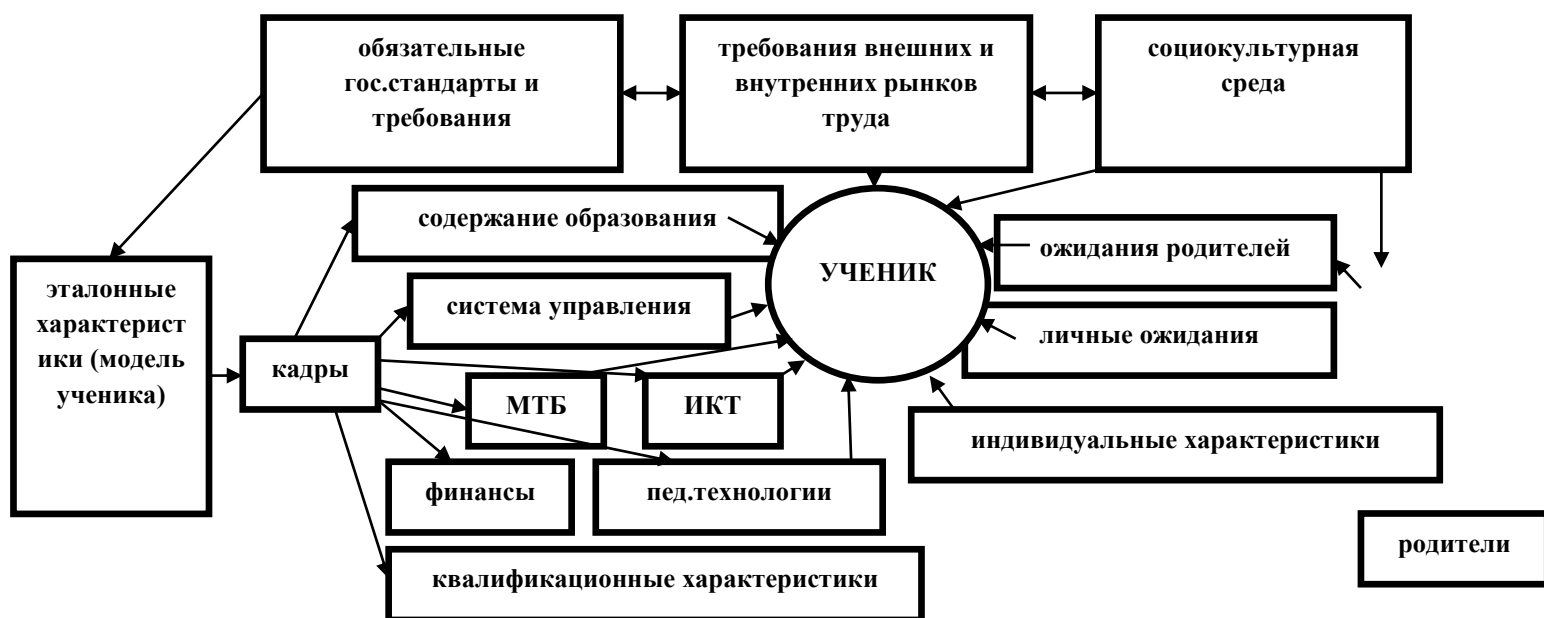 обязательные
гос.стандарты и
требования
требования внешних и
внутренних рынков
труда
социокультурная
среда
содержание образования
УЧЕНИК
ожидания родителей
эталонные
характерист
ики (модель
ученика)
система управления
личные ожидания
кадры
МТБ
ИКТ
индивидуальные характеристики
финансы
пед.технологии
родители
квалификационные характеристики